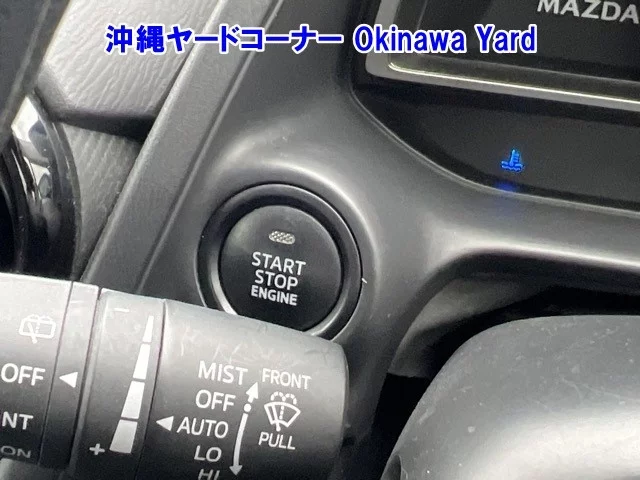 沖縄ヤードコーナー Okinawa Yard
MAZDA
START
STOP
ENGINE
MIST
FRONT
OFF
OFF
AUTO
PULL
LO
HI